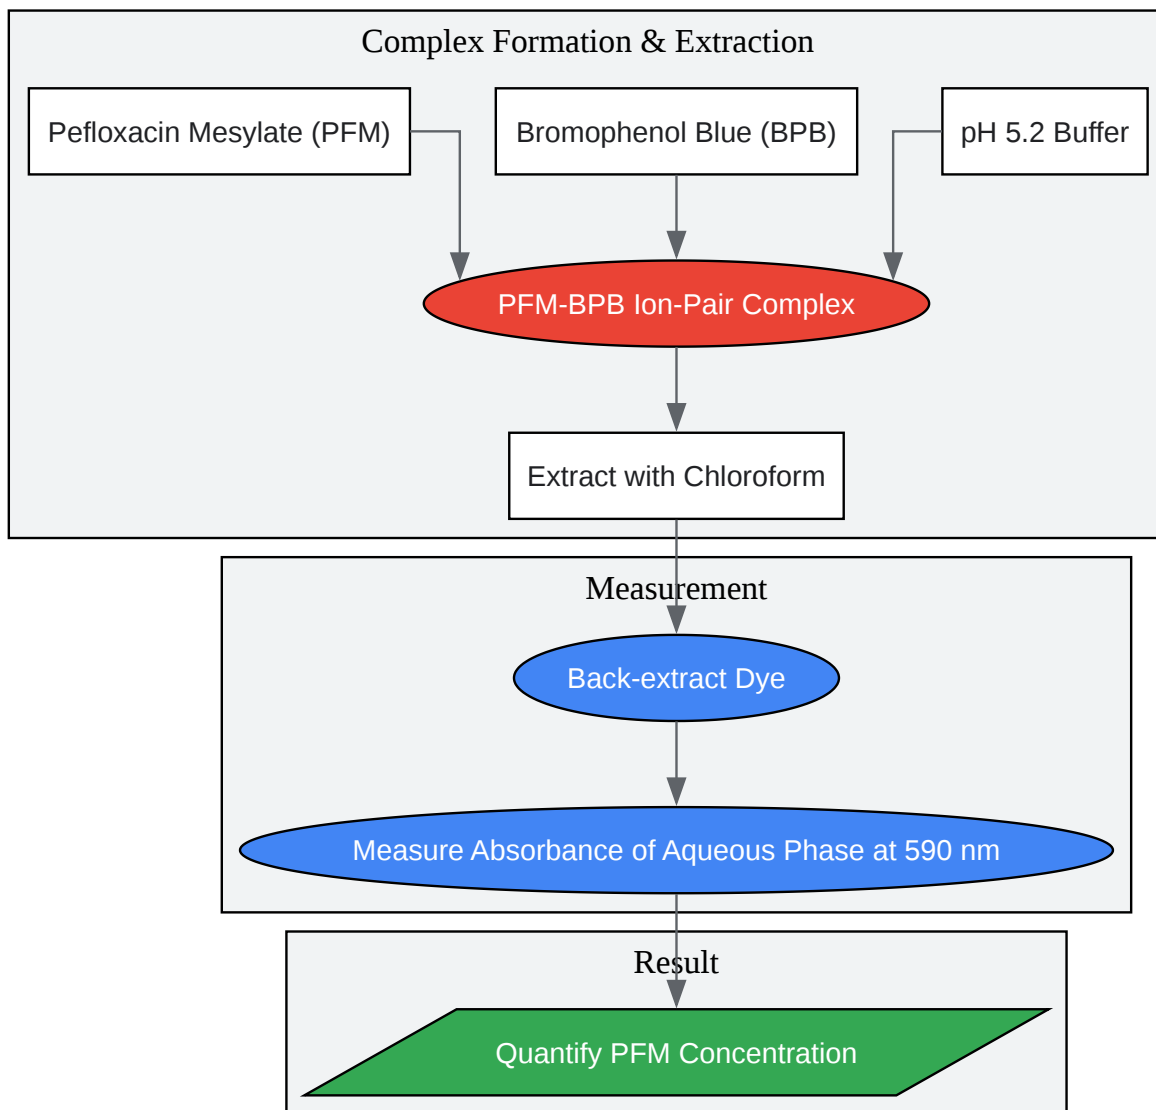 Complex Formation & Extraction
Pefloxacin Mesylate (PFM)
Bromophenol Blue (BPB)
pH 5.2 Buffer
PFM-BPB Ion-Pair Complex
Extract with Chloroform
Measurement
Back-extract Dye
Measure Absorbance of Aqueous Phase at 590 nm
Result
Quantify PFM Concentration